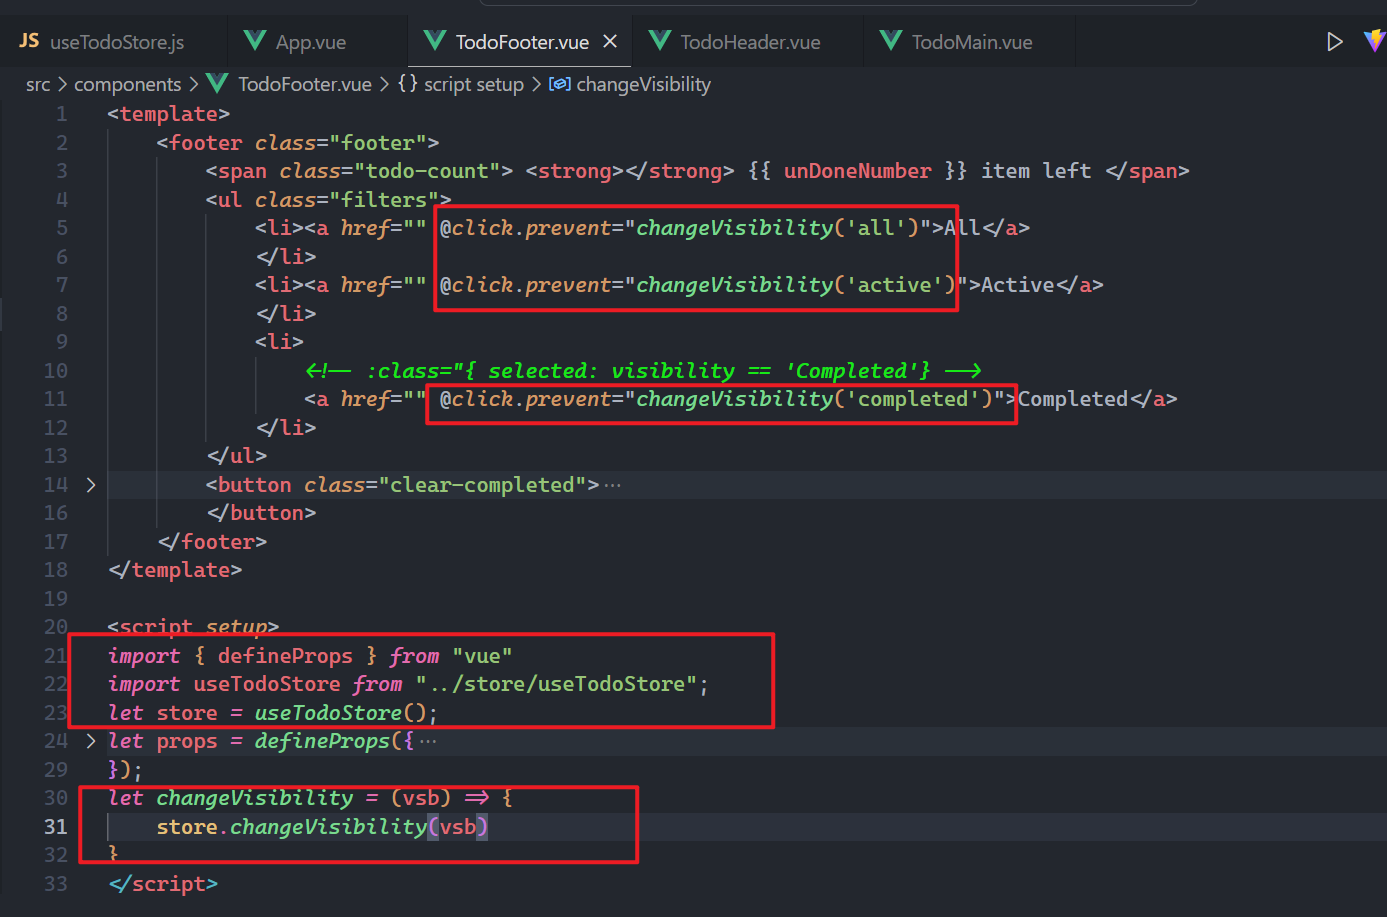 JS useTodoStore.js App.vue TodoFooter.vue TodoHeader.vue TodoMain.vue
src > components > TodoFooter.vue > {} script setup > changeVisibility
1 <template>
2 <footer class="footer">
3 <span class="todo-count"> <strong></strong> {{ unDoneNumber }} item left </span>
4 <ul class="filters">
5 <li><a href="" @click.prevent="changeVisibility('all')">All</a>
6 </li>
7 <li><a href="" @click.prevent="changeVisibility('active')">Active</a>
8 </li>
9 <li>
10 <!-- :class="{ selected: visibility == 'Completed'} -->
11 <a href="" @click.prevent="changeVisibility('completed')">Completed</a>
12 </li>
13 </ul>
14 <button class="clear-completed">···
16 </button>
17 </footer>
18 </template>
19
20 <script setup>
21 import { defineProps } from "vue"
22 import useTodoStore from "../store/useTodoStore";
23 let store = useTodoStore();
24 let props = defineProps({···
29 });
30 let changeVisibility = (vsb) => {
31 store.changeVisibility(vsb)
32 }
33 </script>